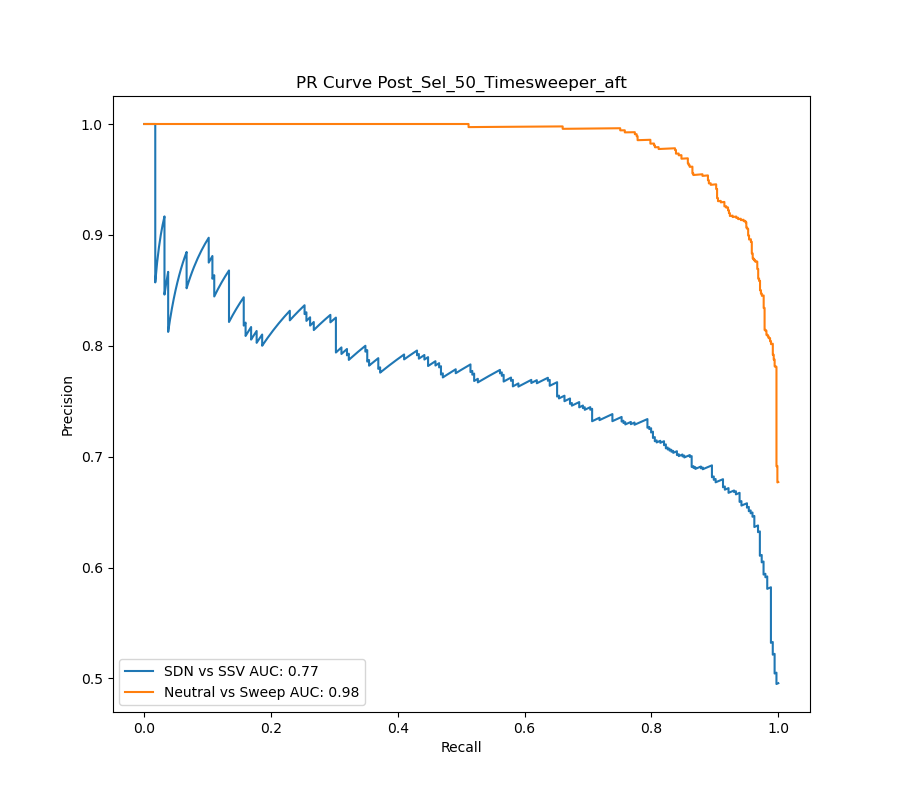 PR Curve Post_Sel_50_Timesweeper_aft
1.0
0.9
0.8
0.7
0.6
0.5
Precision
SDN vs SSV AUC: 0.77
Neutral vs Sweep AUC: 0.98
0.0 0.2 0.4 0.6 0.8 1.0
Recall